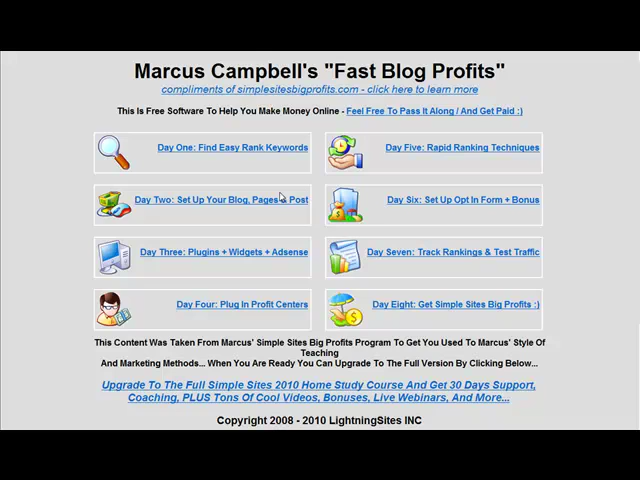 Marcus Campbell's "Fast Blog Profits"
compliments of simplesitesbigprofits.com - click here to learn more
This Is Free Software To Help You Make Money Online - Feel Free To Pass It Along / And Get Paid :)
Day One: Find Easy Rank Keywords
Day Five: Rapid Ranking Techniques
Day Two: Set Up Your Blog, Pages & Post
Day Six: Set Up Opt In Form + Bonus
Day Three: Plugins + Widgets + Adsense
Day Seven: Track Rankings & Test Traffic
Day Four: Plug In Profit Centers
Day Eight: Get Simple Sites Big Profits :)
This Content Was Taken From Marcus' Simple Sites Big Profits Program To Get You Used To Marcus' Style Of
Teaching
And Marketing Methods... When You Are Ready You Can Upgrade To The Full Version By Clicking Below...
Upgrade To The Full Simple Sites 2010 Home Study Course And Get 30 Days Support,
Coaching, PLUS Tons Of Cool Videos, Bonuses, Live Webinars, And More...
Copyright 2008 - 2010 LightningSites INC